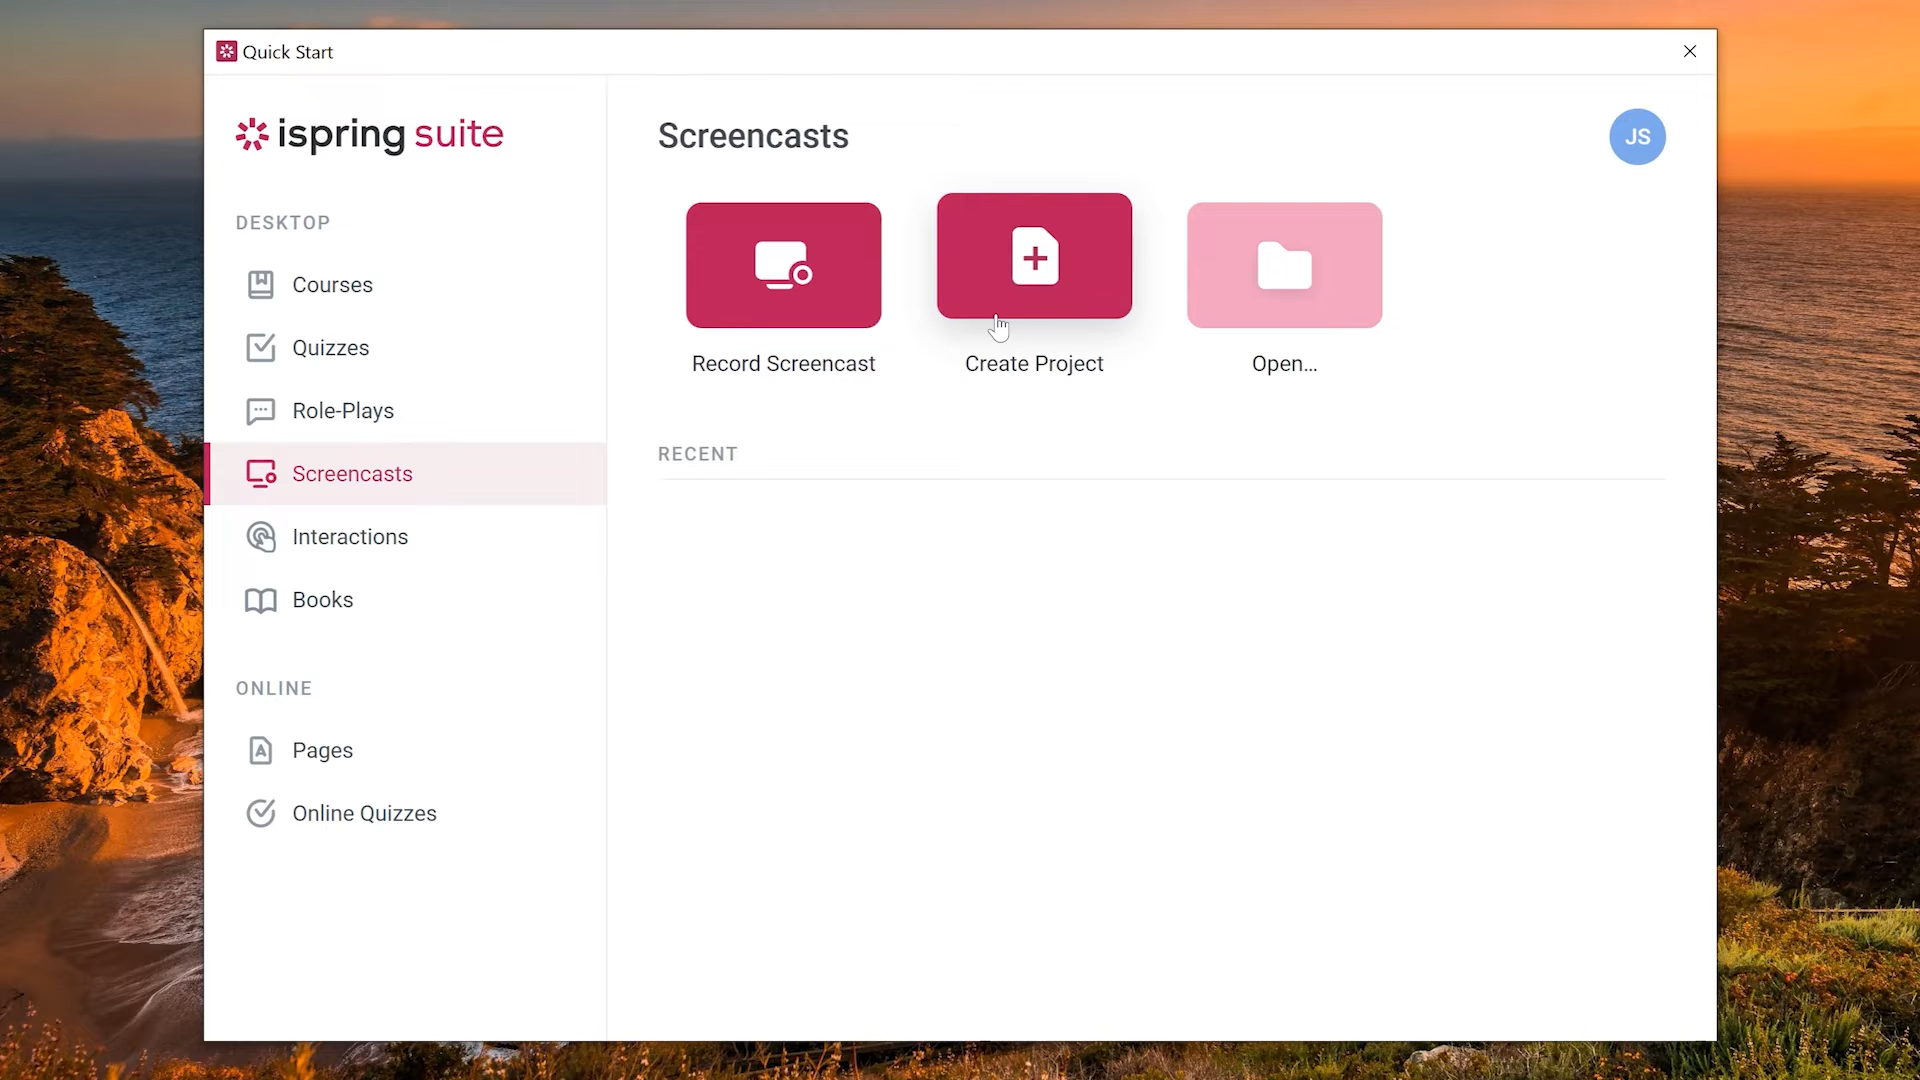 Quick Start
ispring suite
DESKTOP
Courses
Quizzes
Role-Plays
Screencasts
Interactions
Books
ONLINE
Pages
Online Quizzes
Screencasts
JS
Record Screencast
Create Project
Open...
RECENT